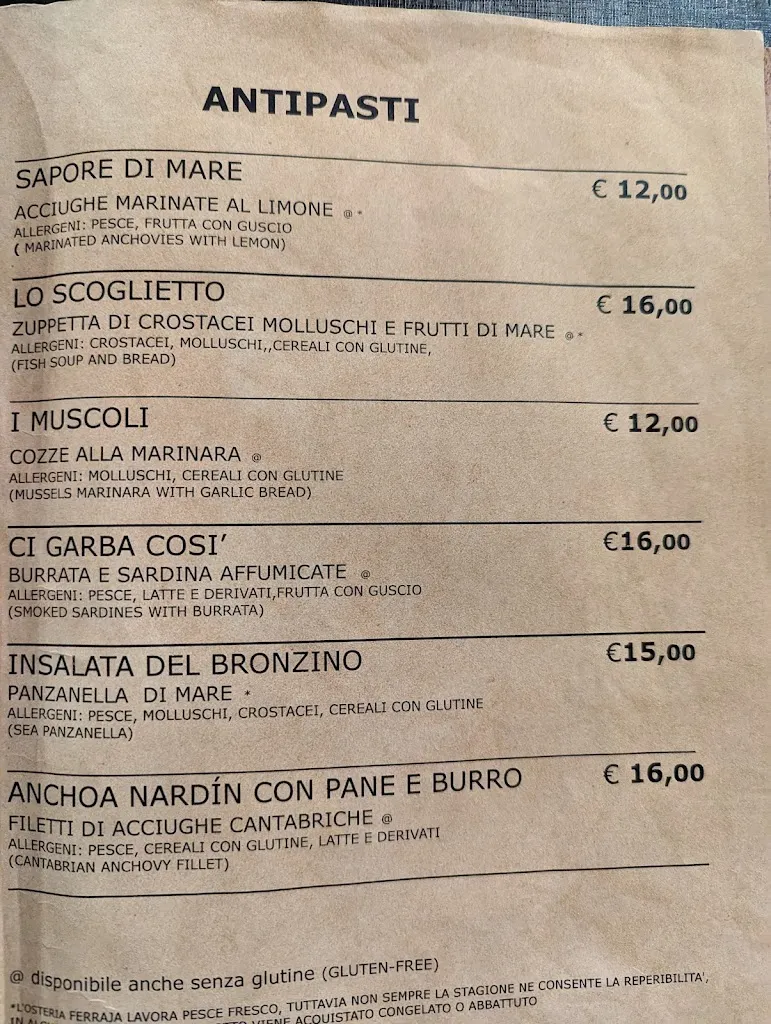 ANTIPASTI
SAPORE DI MARE € 12,00
ACCIUGHE MARINATE AL LIMONE @ *
ALLERGENI: PESCE, FRUTTA CON GUSCIO
( MARINATED ANCHOVIES WITH LEMON)
LO SCOGLIETTO € 16,00
ZUPPETTA DI CROSTACEI MOLLUSCHI E FRUTTI DI MARE @ *
ALLERGENI: CROSTACEI, MOLLUSCHI,,CEREALI CON GLUTINE,
(FISH SOUP AND BREAD)
I MUSCOLI € 12,00
COZZE ALLA MARINARA @
ALLERGENI: MOLLUSCHI, CEREALI CON GLUTINE
(MUSSELS MARINARA WITH GARLIC BREAD)
CI GARBA COSI' €16,00
BURRATA E SARDINA AFFUMICATE @
ALLERGENI: PESCE, LATTE E DERIVATI,FRUTTA CON GUSCIO
(SMOKED SARDINES WITH BURRATA)
INSALATA DEL BRONZINO €15,00
PANZANELLA DI MARE *
ALLERGENI: PESCE, MOLLUSCHI, CROSTACEI, CEREALI CON GLUTINE
(SEA PANZANELLA)
ANCHOA NARDÍN CON PANE E BURRO € 16,00
FILETTI DI ACCIUGHE CANTABRICHE @
ALLERGENI: PESCE, CEREALI CON GLUTINE, LATTE E DERIVATI
(CANTABRIAN ANCHOVY FILLET)
@ disponibile anche senza glutine (GLUTEN-FREE)
*L'OSTERIA FERRAJA LAVORA PESCE FRESCO, TUTTAVIA NON SEMPRE LA STAGIONE NE CONSENTE LA REPERIBILITA',
VIENE ACQUISTATO CONGELATO O ABBATTUTO